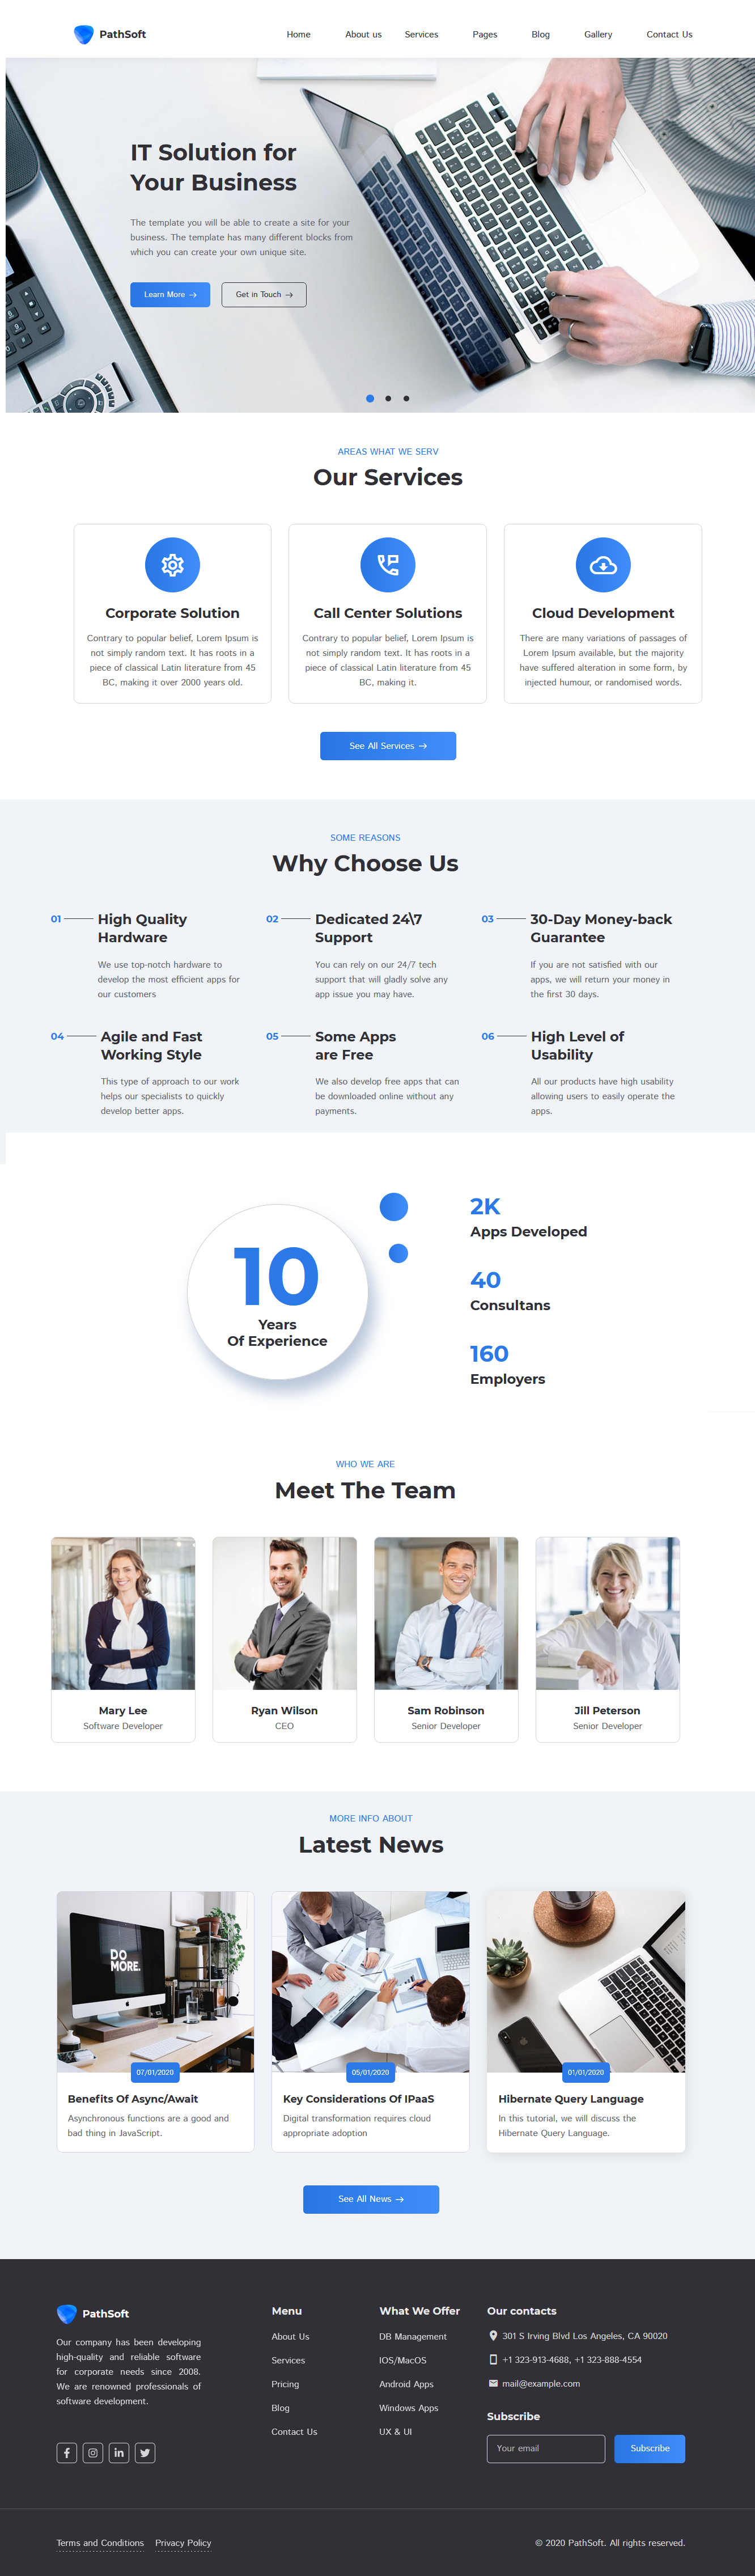 PathSoft
Home About us Services Pages Blog Gallery Contact Us
IT Solution for
Your Business
The template you will be able to create a site for your
business. The template has many different blocks from
which you can create your own unique site.
Learn More → Get in Touch →
AREAS WHAT WE SERV
Our Services
Corporate Solution
Contrary to popular belief, Lorem Ipsum is
not simply random text. It has roots in a
piece of classical Latin literature from 45
BC, making it over 2000 years old.
Call Center Solutions
Contrary to popular belief, Lorem Ipsum is
not simply random text. It has roots in a
piece of classical Latin literature from 45
BC, making it.
Cloud Development
There are many variations of passages of
Lorem Ipsum available, but the majority
have suffered alteration in some form, by
injected humour, or randomised words.
See All Services →
SOME REASONS
Why Choose Us
01
High Quality
Hardware
We use top-notch hardware to
develop the most efficient apps for
our customers
02
Dedicated 24\7
Support
You can rely on our 24/7 tech
support that will gladly solve any
app issue you may have.
03
30-Day Money-back
Guarantee
If you are not satisfied with our
apps, we will return your money in
the first 30 days.
04
Agile and Fast
Working Style
This type of approach to our work
helps our specialists to quickly
develop better apps.
05
Some Apps
are Free
We also develop free apps that can
be downloaded online without any
payments.
06
High Level of
Usability
All our products have high usability
allowing users to easily operate the
apps.
10
Years
Of Experience
2K
Apps Developed
40
Consultans
160
Employers
WHO WE ARE
Meet The Team
Mary Lee
Software Developer
Ryan Wilson
CEO
Sam Robinson
Senior Developer
Jill Peterson
Senior Developer
MORE INFO ABOUT
Latest News
DO
MORE.
07/01/2020
Benefits Of Async/Await
Asynchronous functions are a good and
bad thing in JavaScript.
05/01/2020
Key Considerations Of IPaaS
Digital transformation requires cloud
appropriate adoption
01/01/2020
Hibernate Query Language
In this tutorial, we will discuss the
Hibernate Query Language.
See All News →
PathSoft
Our company has been developing
high-quality and reliable software
for corporate needs since 2008.
We are renowned professionals of
software development.
Menu
About Us
Services
Pricing
Blog
Contact Us
What We Offer
DB Management
IOS/MacOS
Android Apps
Windows Apps
UX & UI
Our contacts
301 S Irving Blvd Los Angeles, CA 90020
+1 323-913-4688, +1 323-888-4554
mail@example.com
Subscribe
Your email Subscribe
Terms and Conditions Privacy Policy
© 2020 PathSoft. All rights reserved.